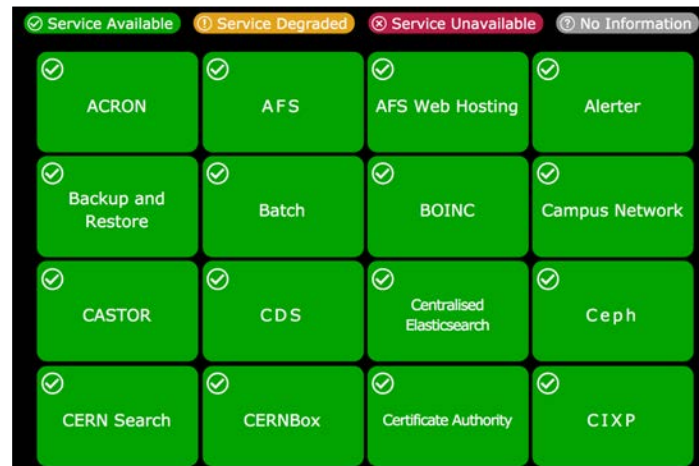 Service Available
Service Degraded
Service Unavailable
No Information
ACRON
AFS
AFS Web Hosting
Alerter
Backup and
Restore
Batch
BOINC
Campus Network
CASTOR
CDS
Centralised
Elasticsearch
Ceph
CERN Search
CERNBox
Certificate Authority
CIXP